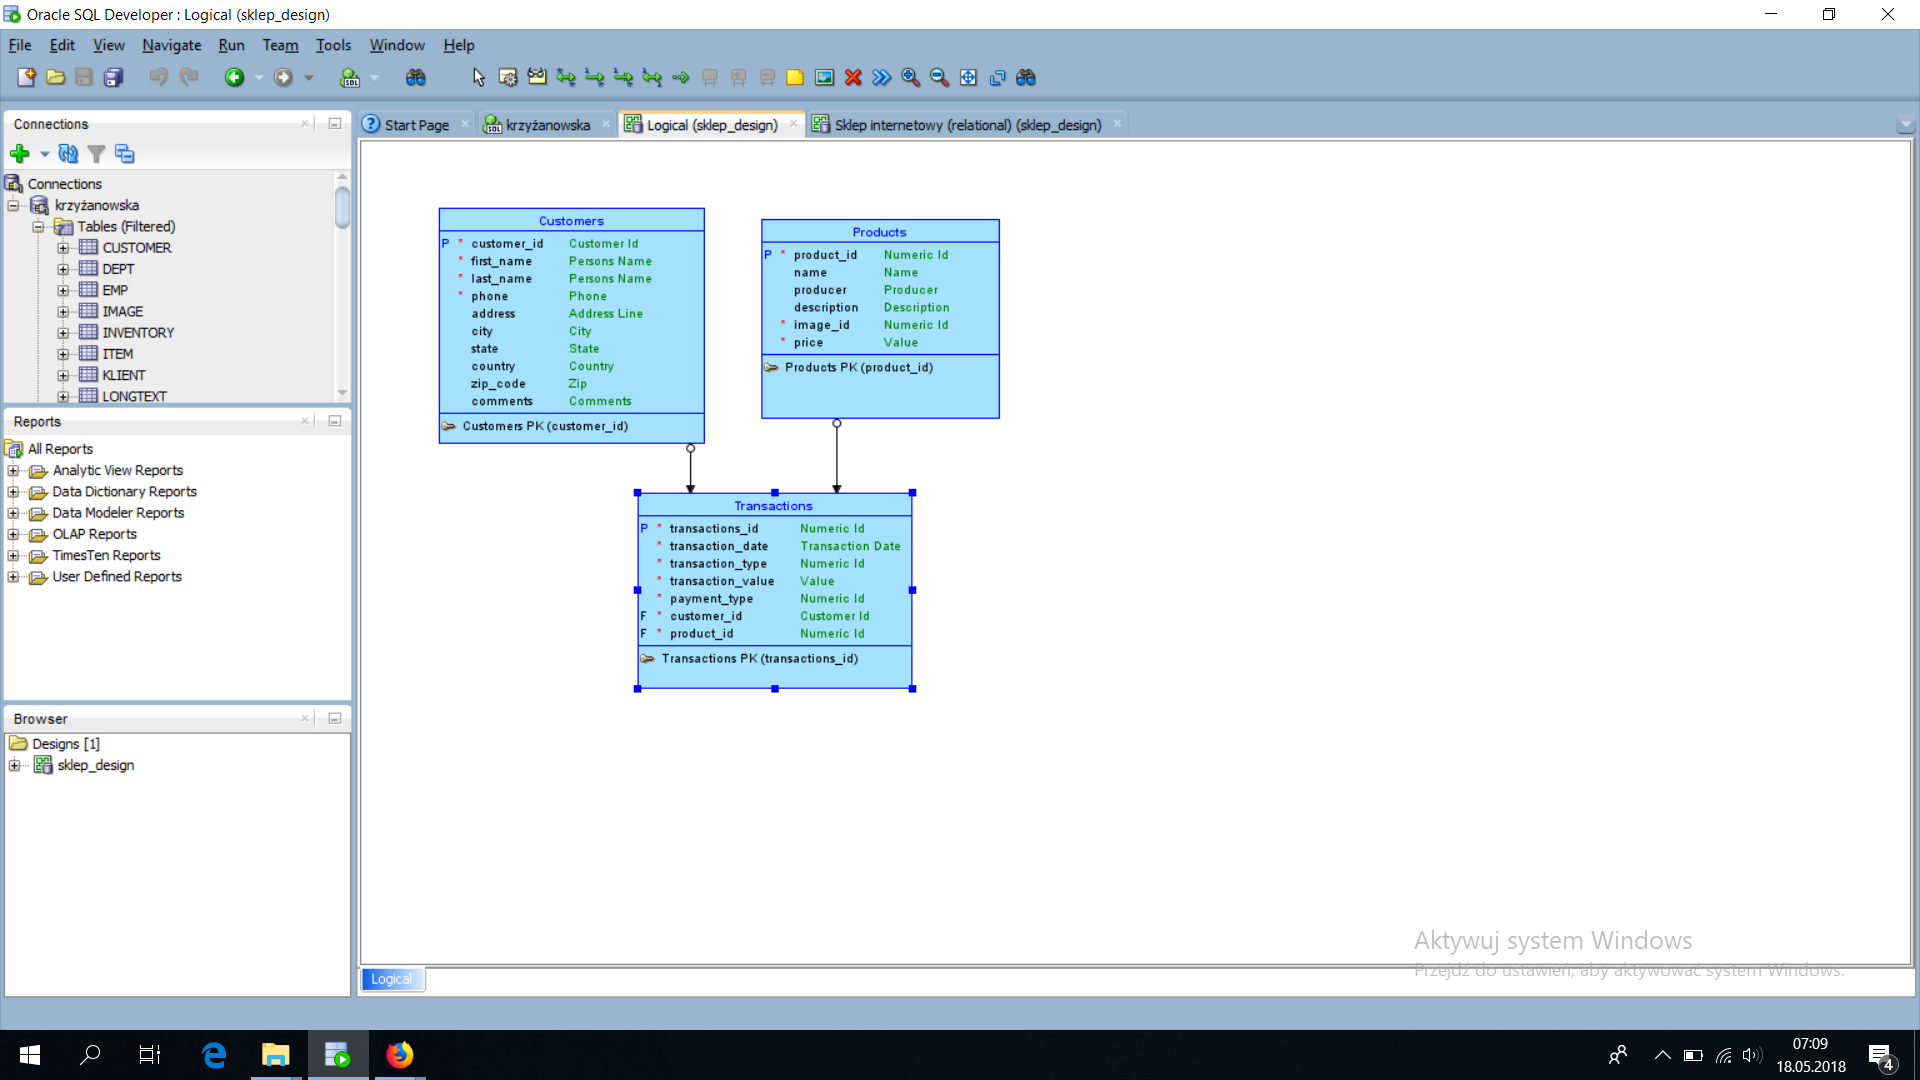 Oracle SQL Developer : Logical (sklep_design)
File Edit View Navigate Run Team Tools Window Help
Connections
Start Page
krzyżanowska
Logical (sklep_design)
Sklep internetowy (relational) (sklep_design)
Connections
krzyżanowska
Tables (Filtered)
CUSTOMER
DEPT
EMP
IMAGE
INVENTORY
ITEM
KLIENT
LONGTEXT
Reports
All Reports
Analytic View Reports
Data Dictionary Reports
Data Modeler Reports
OLAP Reports
TimesTen Reports
User Defined Reports
Browser
Designs [1]
sklep_design
Customers
P * customer_id Customer Id
* first_name Persons Name
* last_name Persons Name
* phone Phone
address Address Line
city City
state State
country Country
zip_code Zip
comments Comments
Customers PK (customer_id)
Products
P * product_id Numeric Id
name Name
producer Producer
description Description
* image_id Numeric Id
* price Value
Products PK (product_id)
Transactions
P * transactions_id Numeric Id
* transaction_date Transaction Date
* transaction_type Numeric Id
* transaction_value Value
* payment_type Numeric Id
F * customer_id Customer Id
F * product_id Numeric Id
Transactions PK (transactions_id)
Aktywuj system Windows
Przejdź do ustawień, aby aktywować system Windows.
Logical
07:09
18.05.2018
4